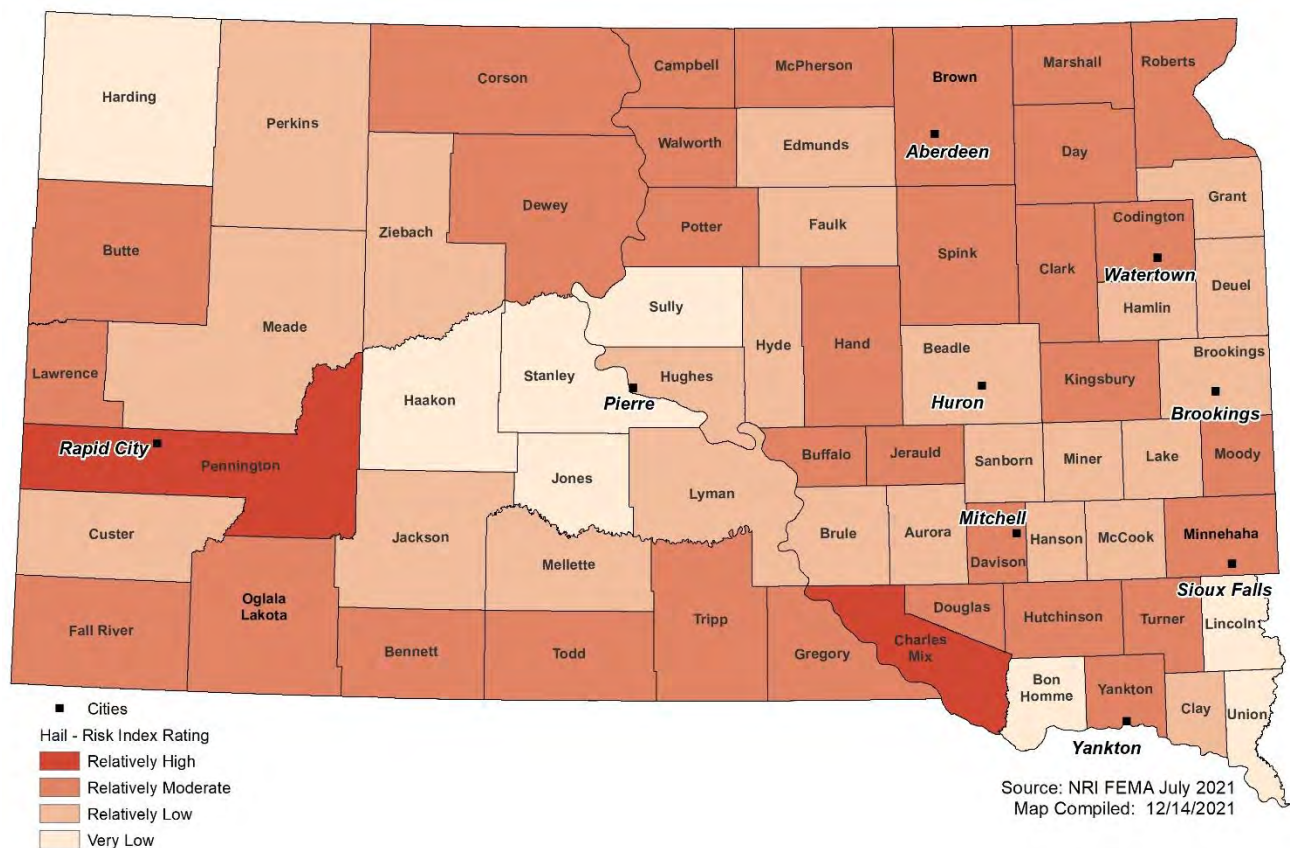 Harding
Perkins
Corson
Campbell
McPherson
Brown
Marshall
Roberts
Walworth
Edmunds
Aberdeen
Day
Butte
Ziebach
Dewey
Potter
Faulk
Spink
Clark
Codington
Grant
Watertown
Hamlin
Deuel
Meade
Sully
Hyde
Hand
Lawrence
Haakon
Stanley
Hughes
Pierre
Beadle
Huron
Kingsbury
Brookings
Brookings
Rapid City
Pennington
Jones
Lyman
Buffalo
Jerauld
Sanborn
Miner
Lake
Moody
Custer
Jackson
Mellette
Brule
Aurora
Mitchell
Davison
Hanson
McCook
Minnehaha
Sioux Falls
Fall River
Oglala
Lakota
Bennett
Todd
Tripp
Gregory
Charles
Mix
Douglas
Hutchinson
Turner
Lincoln
Bon
Homme
Yankton
Clay
Union
Yankton
Cities
Hail - Risk Index Rating
Relatively High
Relatively Moderate
Relatively Low
Very Low
Source: NRI FEMA July 2021
Map Compiled: 12/14/2021